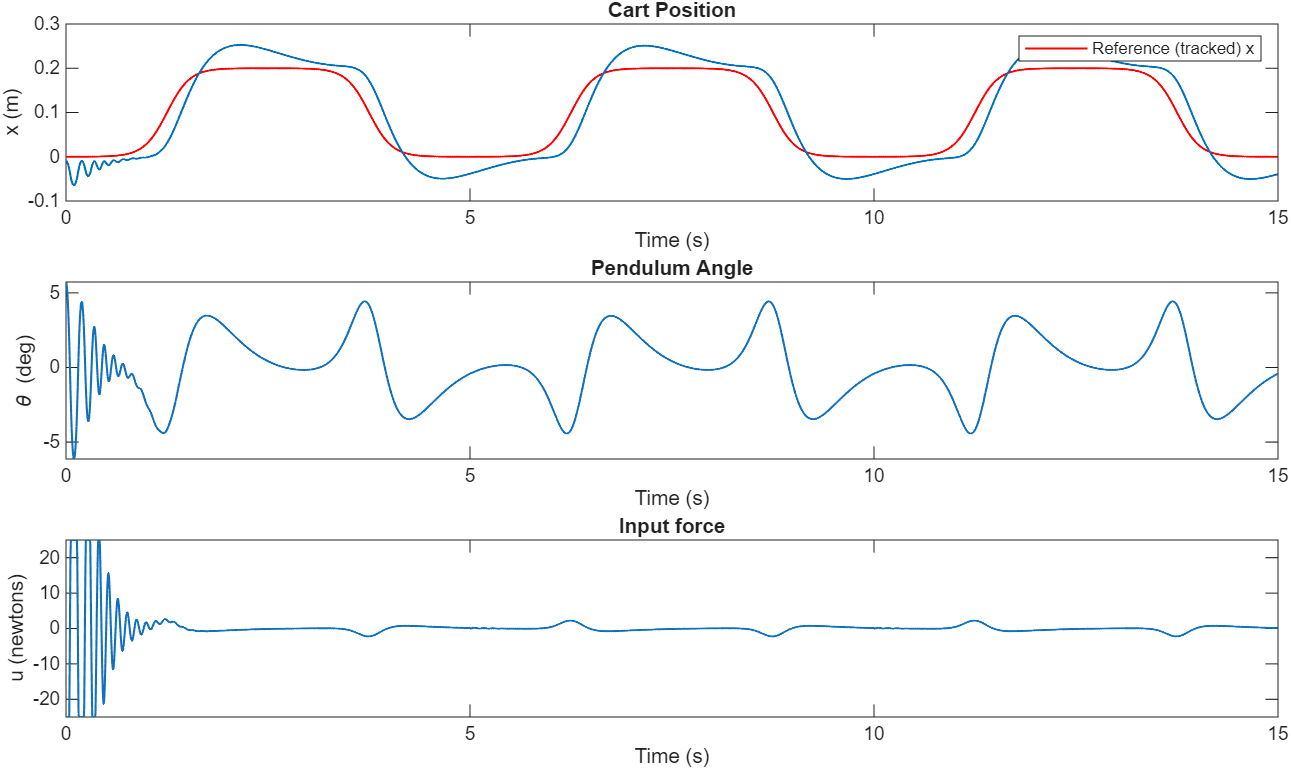 Cart Position
0.3
0.2
0.1
0
-0.1
x (m)
Reference (tracked) x
0
5
10
15
Time (s)
Pendulum Angle
5
0
-5
θ (deg)
0
5
10
15
Time (s)
Input force
20
10
0
-10
-20
u (newtons)
0
5
10
15
Time (s)